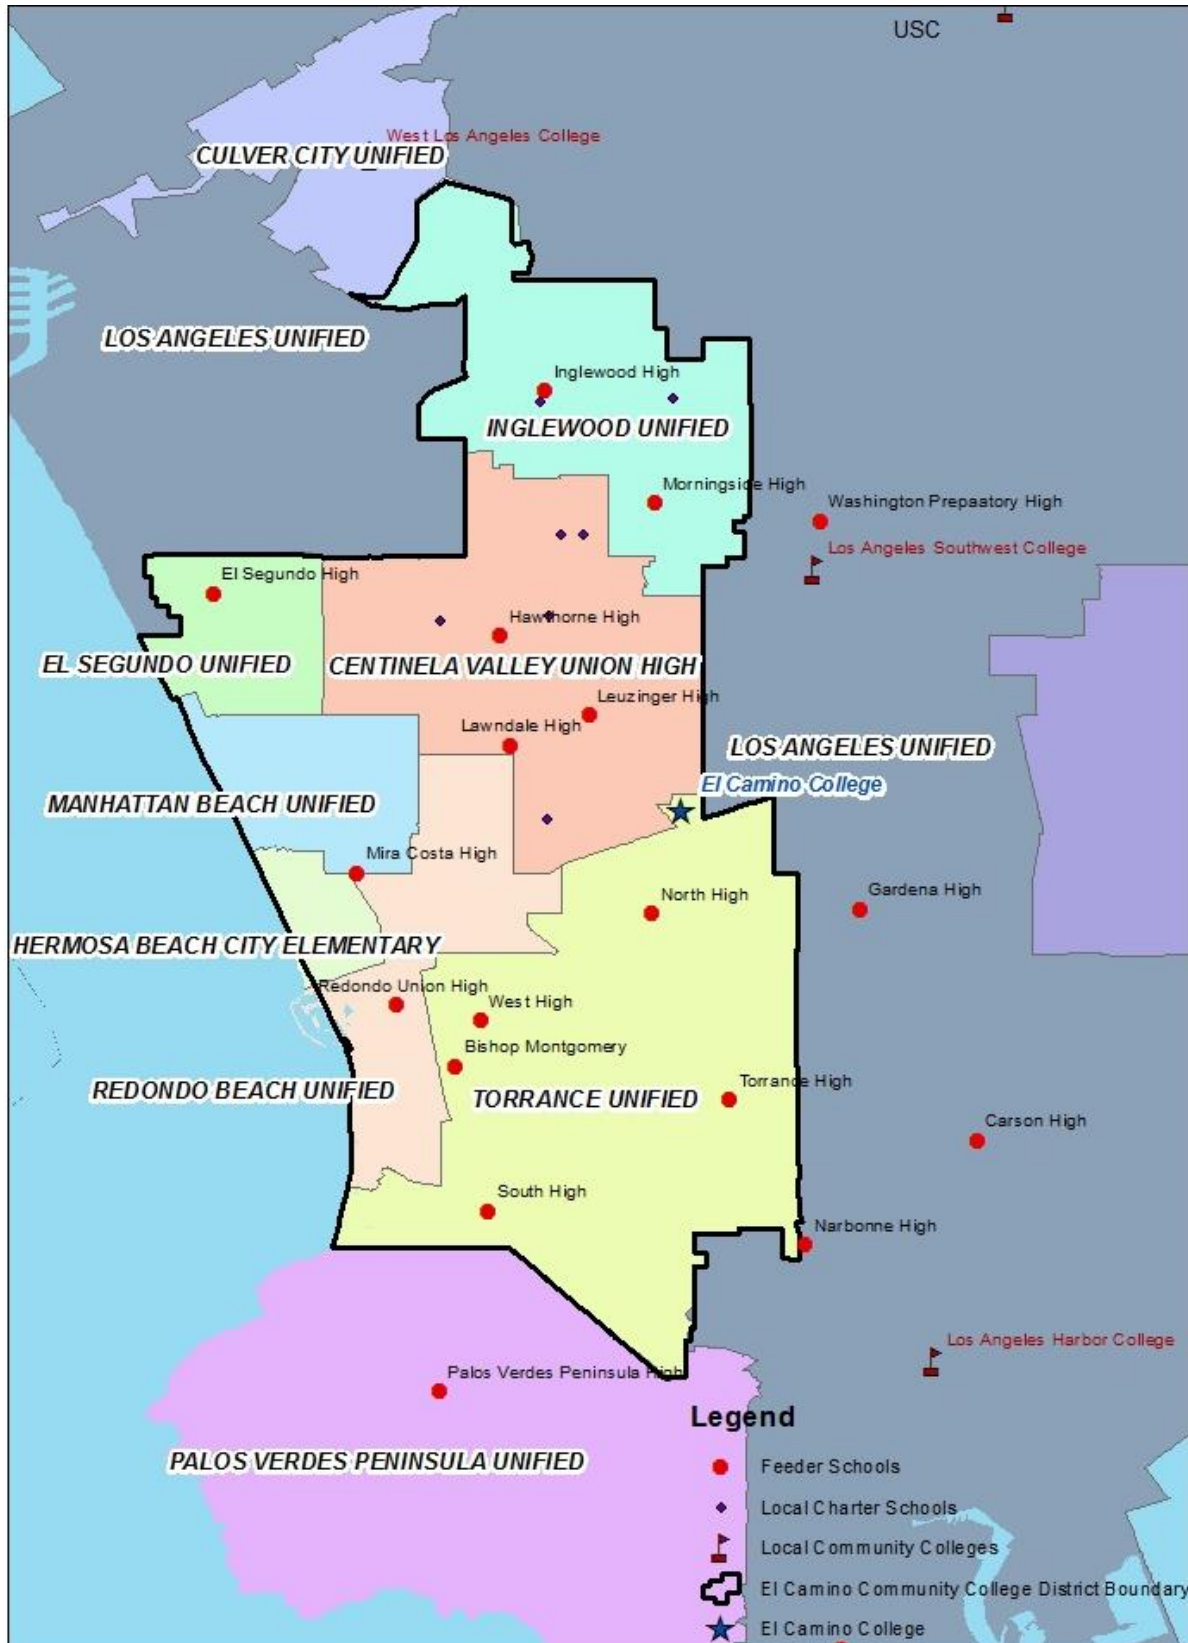 USC
West Los Angeles College
CULVER CITY UNIFIED
LOS ANGELES UNIFIED
Inglewood High
INGLEWOOD UNIFIED
Morningside High
Washington Prepaatory High
Los Angeles Southwest College
El Segundo High
Hawthorne High
EL SEGUNDO UNIFIED
CENTINELA VALLEY UNION HIGH
Leuzinger High
Lawndale High
LOS ANGELES UNIFIED
El Camino College
MANHATTAN BEACH UNIFIED
Mira Costa High
Gardena High
North High
HERMOSA BEACH CITY ELEMENTARY
Redondo Union High
West High
Bishop Montgomery
REDONDO BEACH UNIFIED
TORRANCE UNIFIED
Torrance High
Carson High
South High
Narbonne High
Los Angeles Harbor College
Palos Verdes Peninsula High
PALOS VERDES PENINSULA UNIFIED
Legend
Feeder Schools
Local Charter Schools
Local Community Colleges
El Camino Community College District Boundary
El Camino College